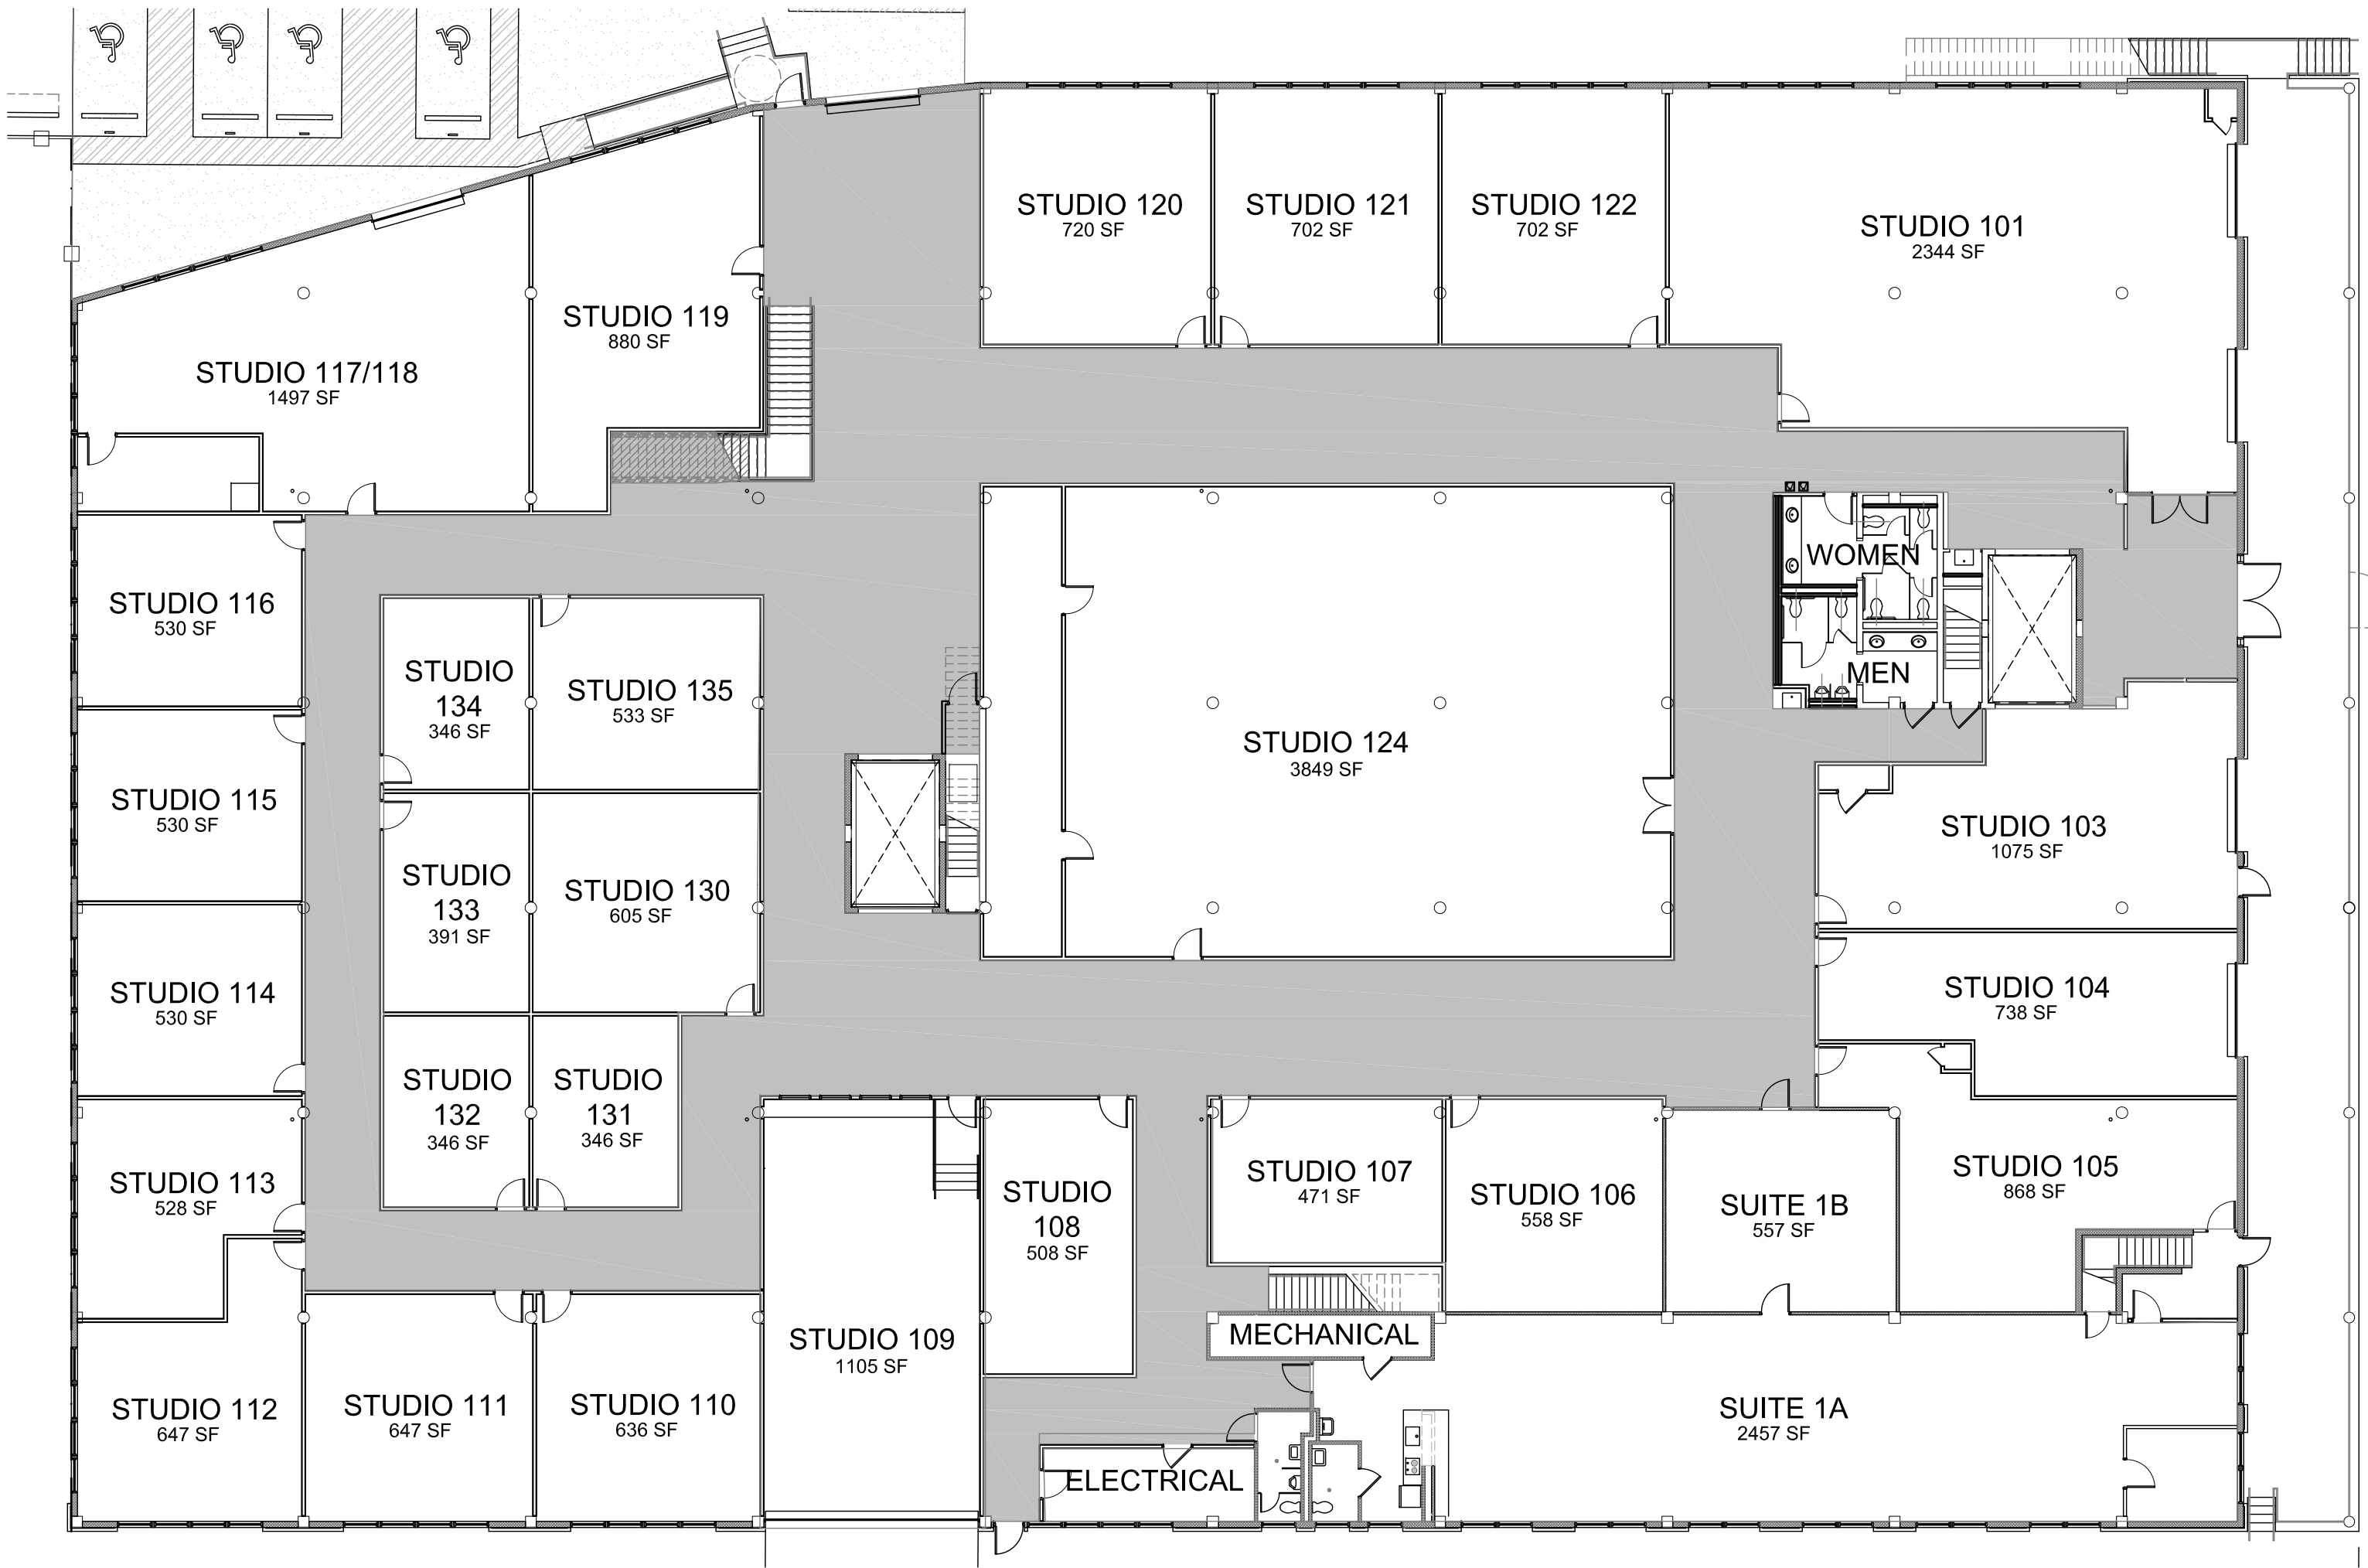 STUDIO 120
720 SF
STUDIO 121
702 SF
STUDIO 122
702 SF
STUDIO 101
2344 SF
STUDIO 119
880 SF
STUDIO 117/118
1497 SF
WOMEN
MEN
STUDIO 116
530 SF
STUDIO
134
346 SF
STUDIO 135
533 SF
STUDIO 124
3849 SF
STUDIO 115
530 SF
STUDIO
133
391 SF
STUDIO 130
605 SF
STUDIO 103
1075 SF
STUDIO 114
530 SF
STUDIO 104
738 SF
STUDIO
132
346 SF
STUDIO
131
346 SF
STUDIO 113
528 SF
STUDIO
108
508 SF
STUDIO 107
471 SF
STUDIO 106
558 SF
SUITE 1B
557 SF
STUDIO 105
868 SF
MECHANICAL
STUDIO 109
1105 SF
STUDIO 112
647 SF
STUDIO 111
647 SF
STUDIO 110
636 SF
SUITE 1A
2457 SF
ELECTRICAL